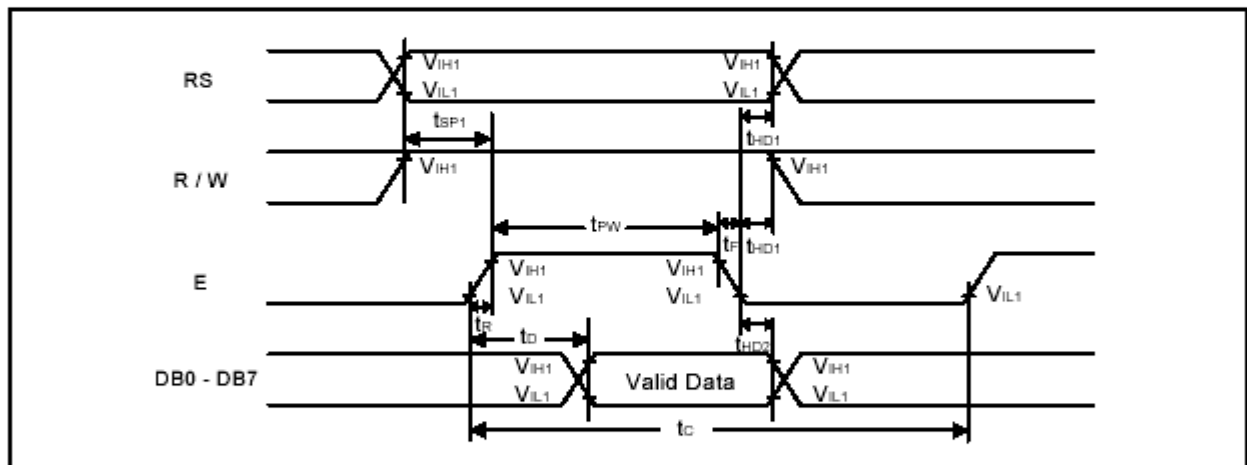 RS
VIH1
VIH1
VIL1
VIL1
tSP1
tHD1
R / W
VIH1
VIH1
tPW
tF
tHD1
E
VIH1
VIH1
VIL1
VIL1
VIL1
tR
tD
tHD2
DB0 - DB7
VIH1
Valid Data
VIH1
VIL1
VIL1
tC